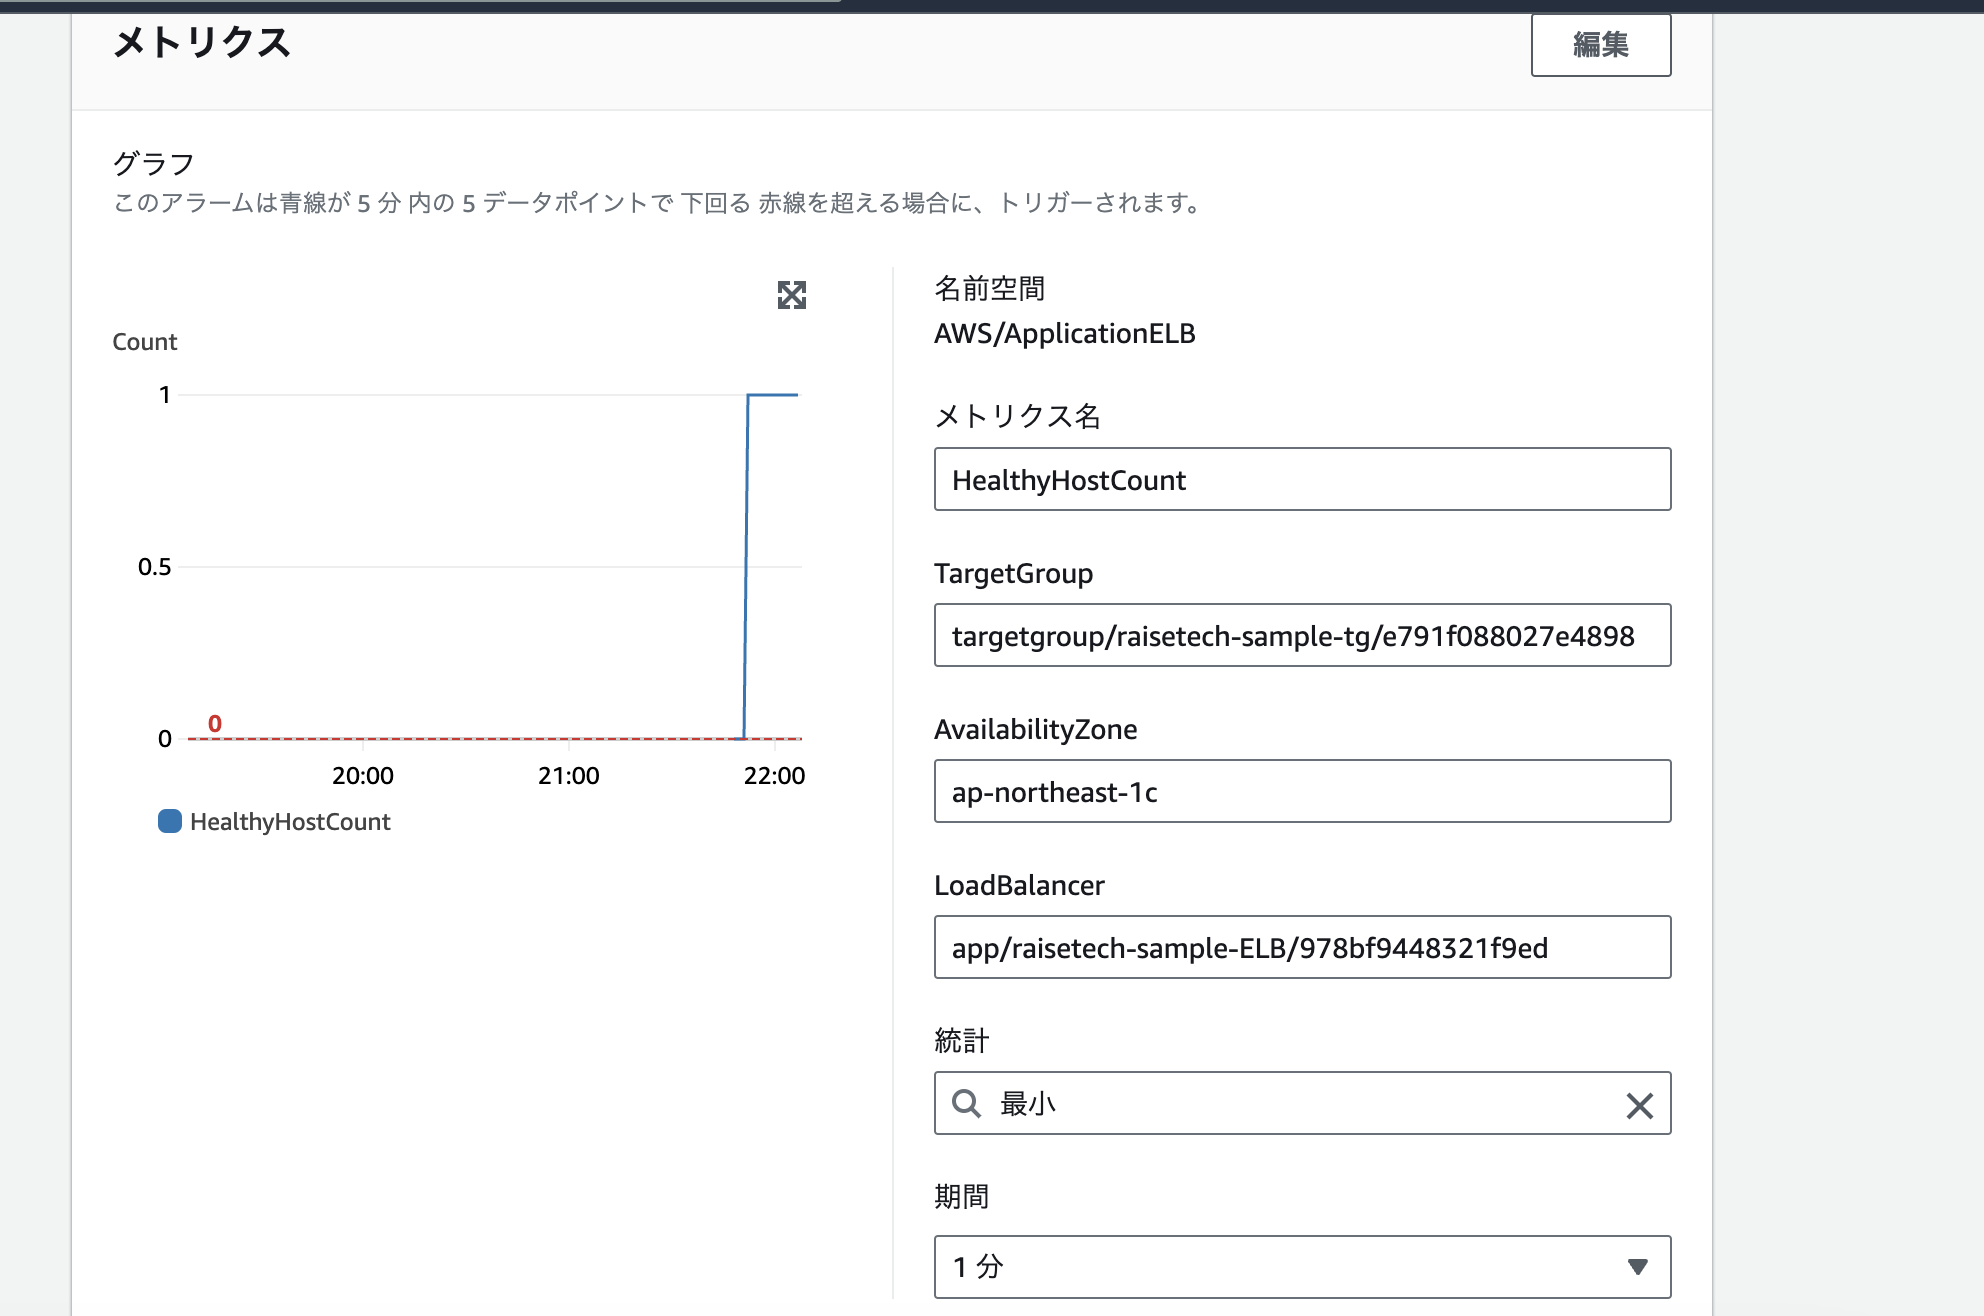 メトリクス
編集
グラフ
このアラームは青線が 5 分 内の 5 データポイントで 下回る 赤線を超える場合に、トリガーされます。
Count
1
0.5
0
0
20:00
21:00
22:00
HealthyHostCount
名前空間
AWS/ApplicationELB
メトリクス名
HealthyHostCount
TargetGroup
targetgroup/raisetech-sample-tg/e791f088027e4898
AvailabilityZone
ap-northeast-1c
LoadBalancer
app/raisetech-sample-ELB/978bf9448321f9ed
統計
最小
期間
1 分